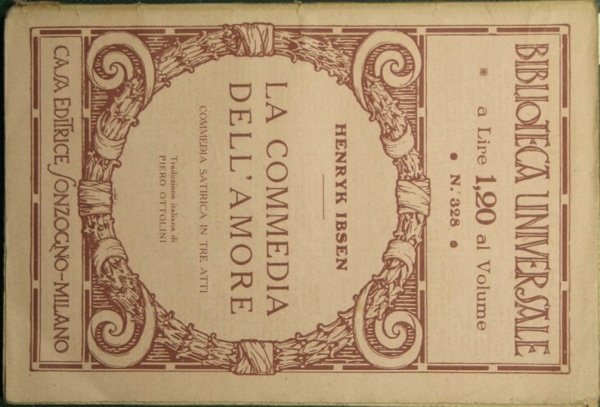 BIBLIOTECA UNIVERSALE
a Lire 1,20 al Volume
N.º 328
HENRYK IBSEN
LA COMMEDIA
DELL'AMORE
COMMEDIA SATIRICA IN TRE ATTI
Traduzione italiana di
PIERO OTTOLINI
CASA EDITRICE SONZOGNO-MILANO